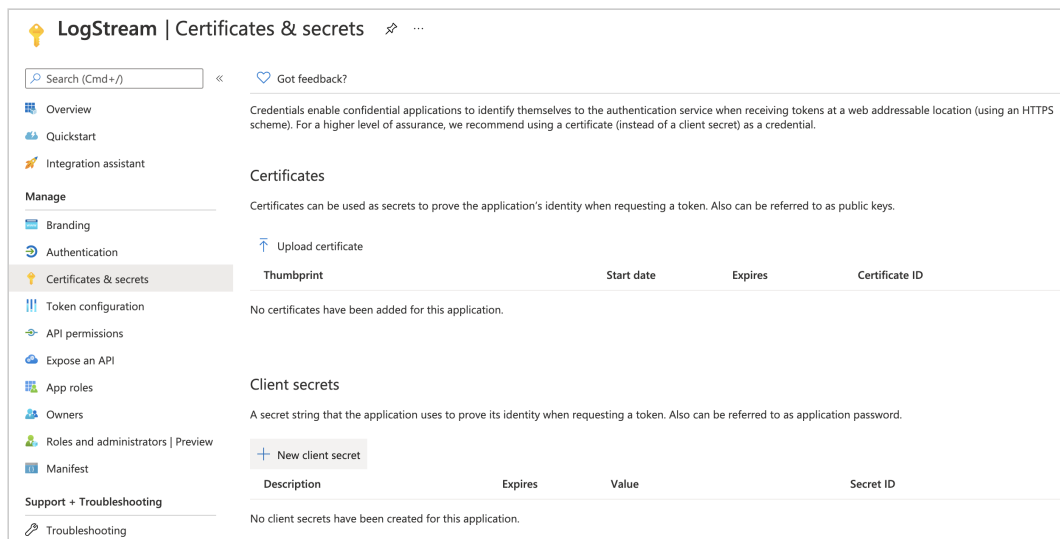 LogStream | Certificates & secrets
Search (Cmd+/)
«
Overview
Quickstart
Integration assistant
Manage
Branding
Authentication
Certificates & secrets
Token configuration
API permissions
Expose an API
App roles
Owners
Roles and administrators | Preview
Manifest
Support + Troubleshooting
Troubleshooting
Got feedback?
Credentials enable confidential applications to identify themselves to the authentication service when receiving tokens at a web addressable location (using an HTTPS
scheme). For a higher level of assurance, we recommend using a certificate (instead of a client secret) as a credential.
Certificates
Certificates can be used as secrets to prove the application's identity when requesting a token. Also can be referred to as public keys.
Upload certificate
Thumbprint Start date Expires Certificate ID
No certificates have been added for this application.
Client secrets
A secret string that the application uses to prove its identity when requesting a token. Also can be referred to as application password.
New client secret
Description Expires Value Secret ID
No client secrets have been created for this application.